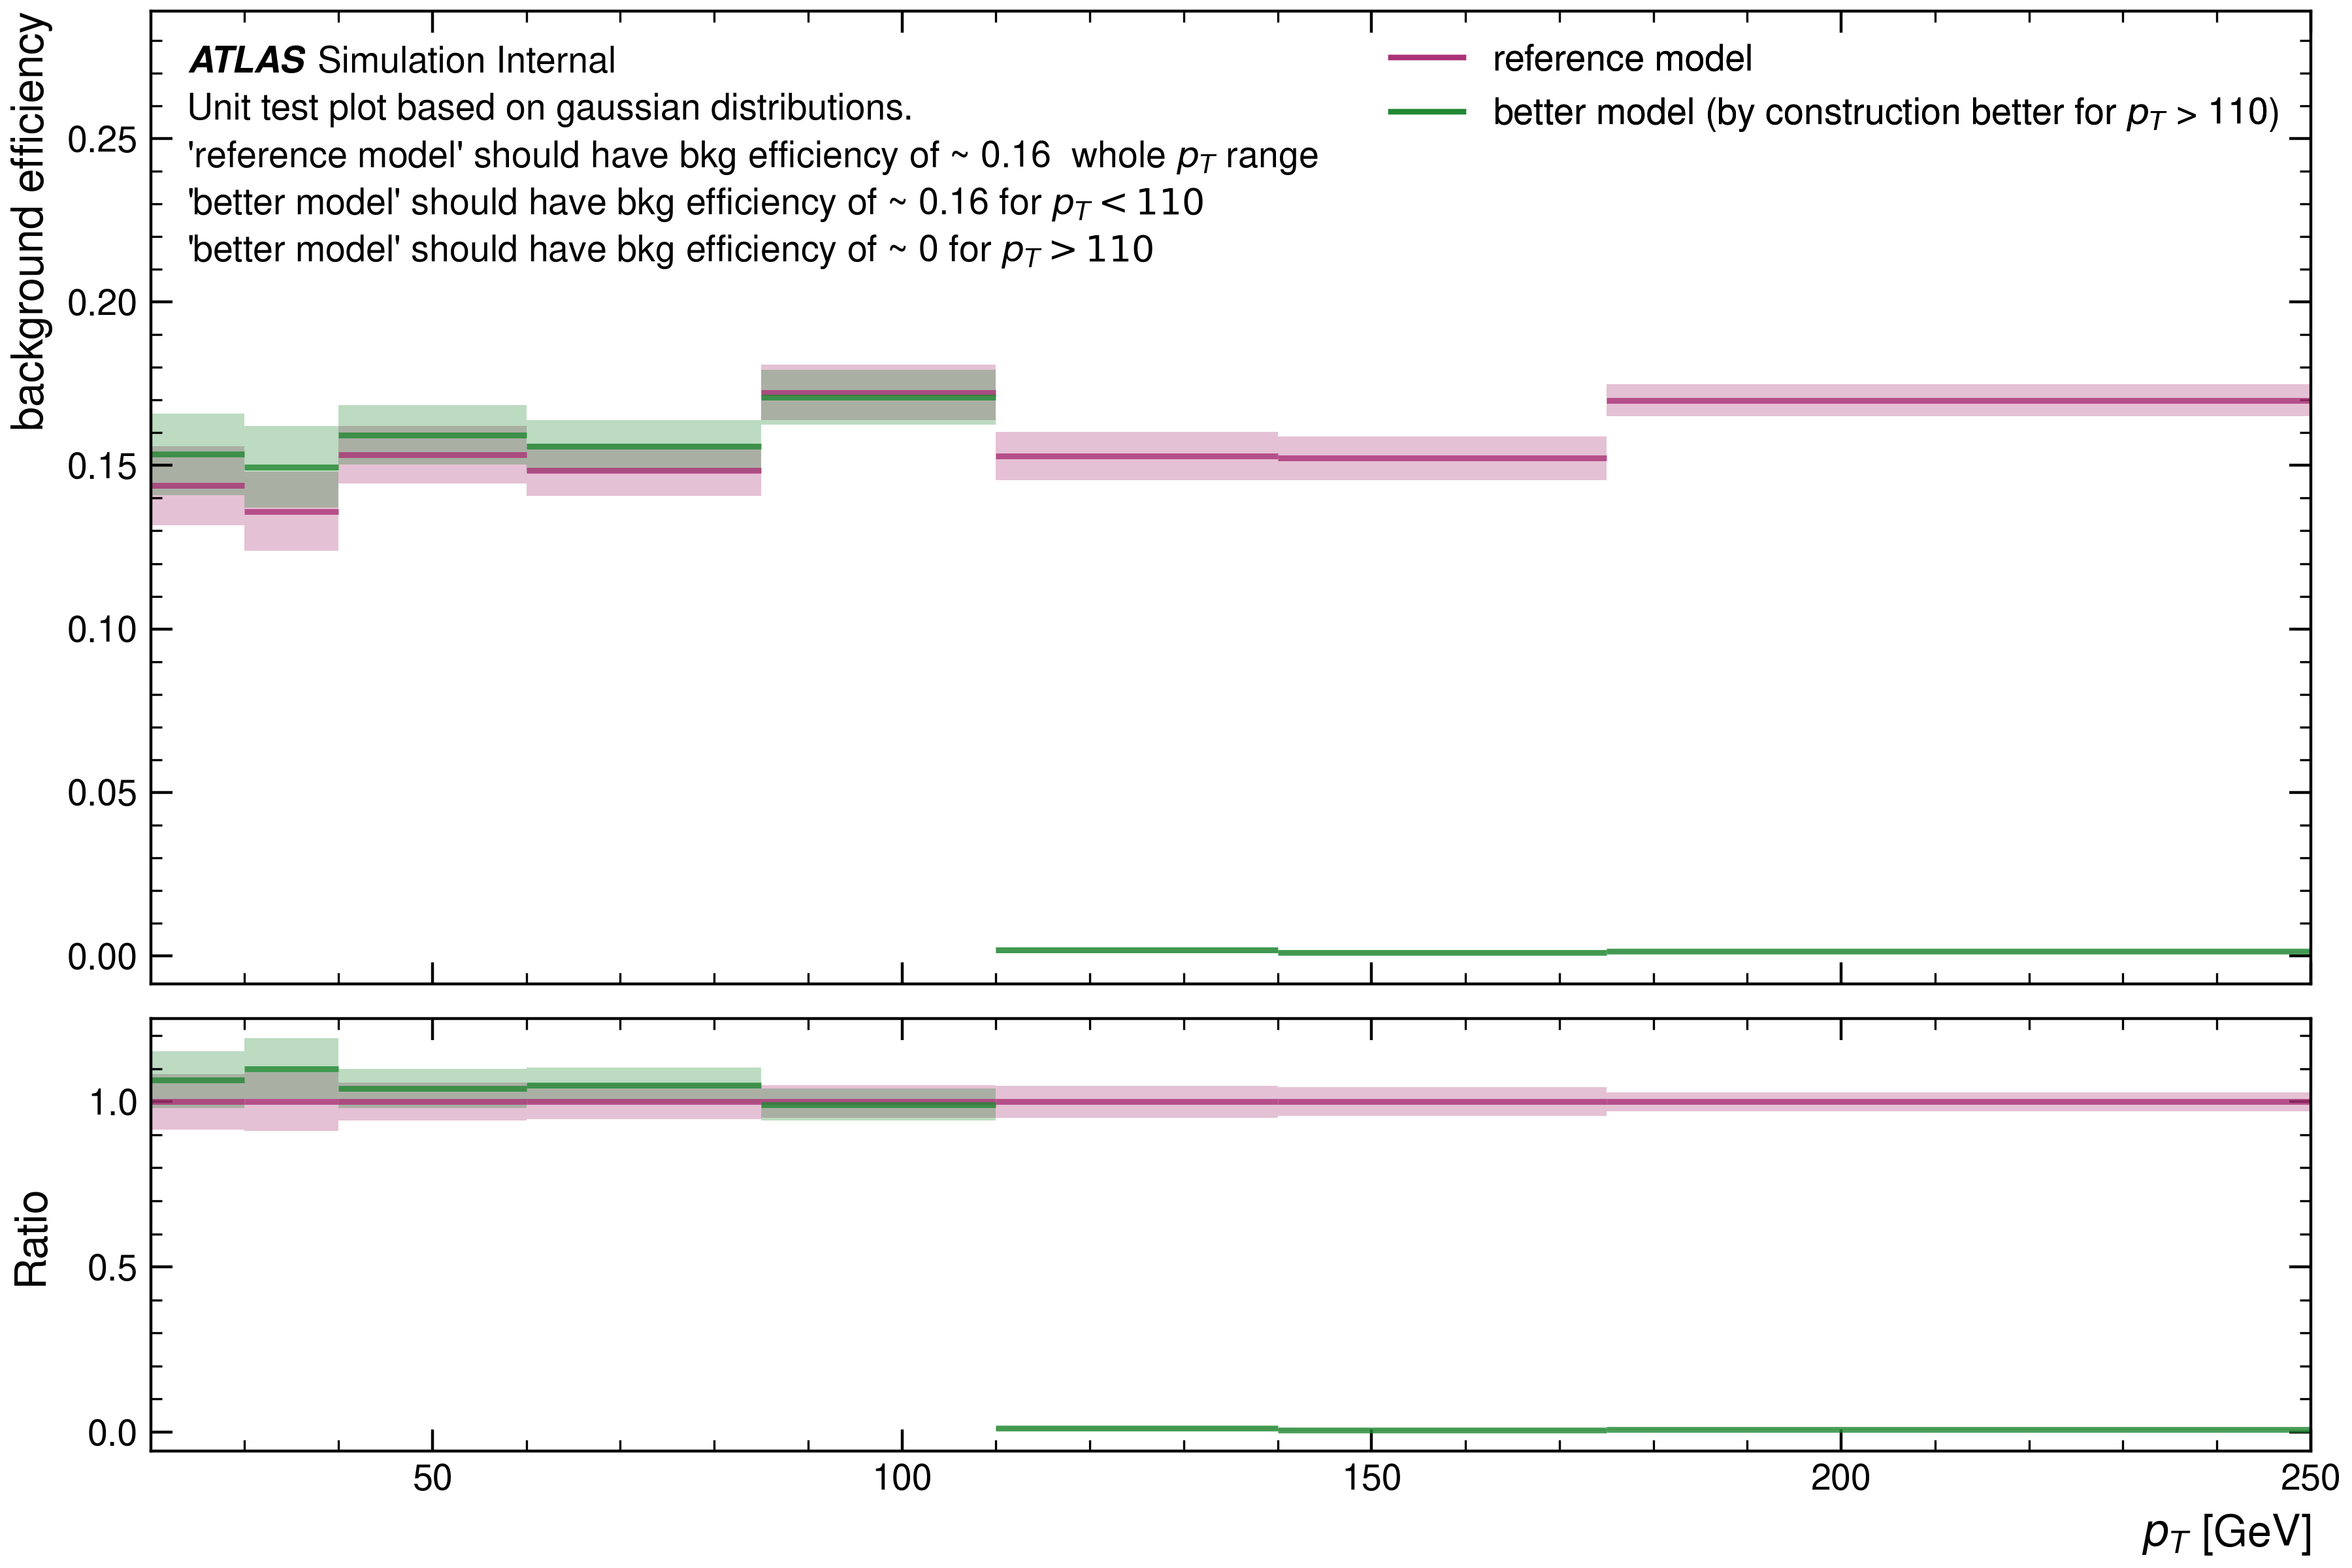 ATLAS Simulation Internal
Unit test plot based on gaussian distributions.
'reference model' should have bkg efficiency of ~ 0.16  whole pT range
'better model' should have bkg efficiency of ~ 0.16 for pT < 110
'better model' should have bkg efficiency of ~ 0 for pT > 110
reference model
better model (by construction better for pT > 110)
background efficiency
0.25
0.20
0.15
0.10
0.05
0.00
Ratio
1.0
0.5
0.0
50
100
150
200
250
pT [GeV]